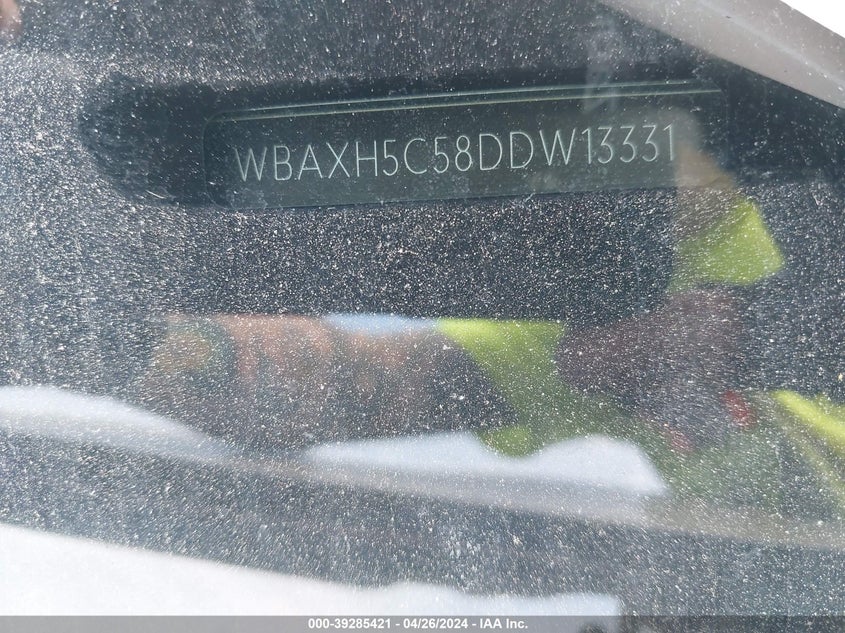 WBAXH5C58DDW13331
000-39285421 - 04/26/2024 - IAA Inc.